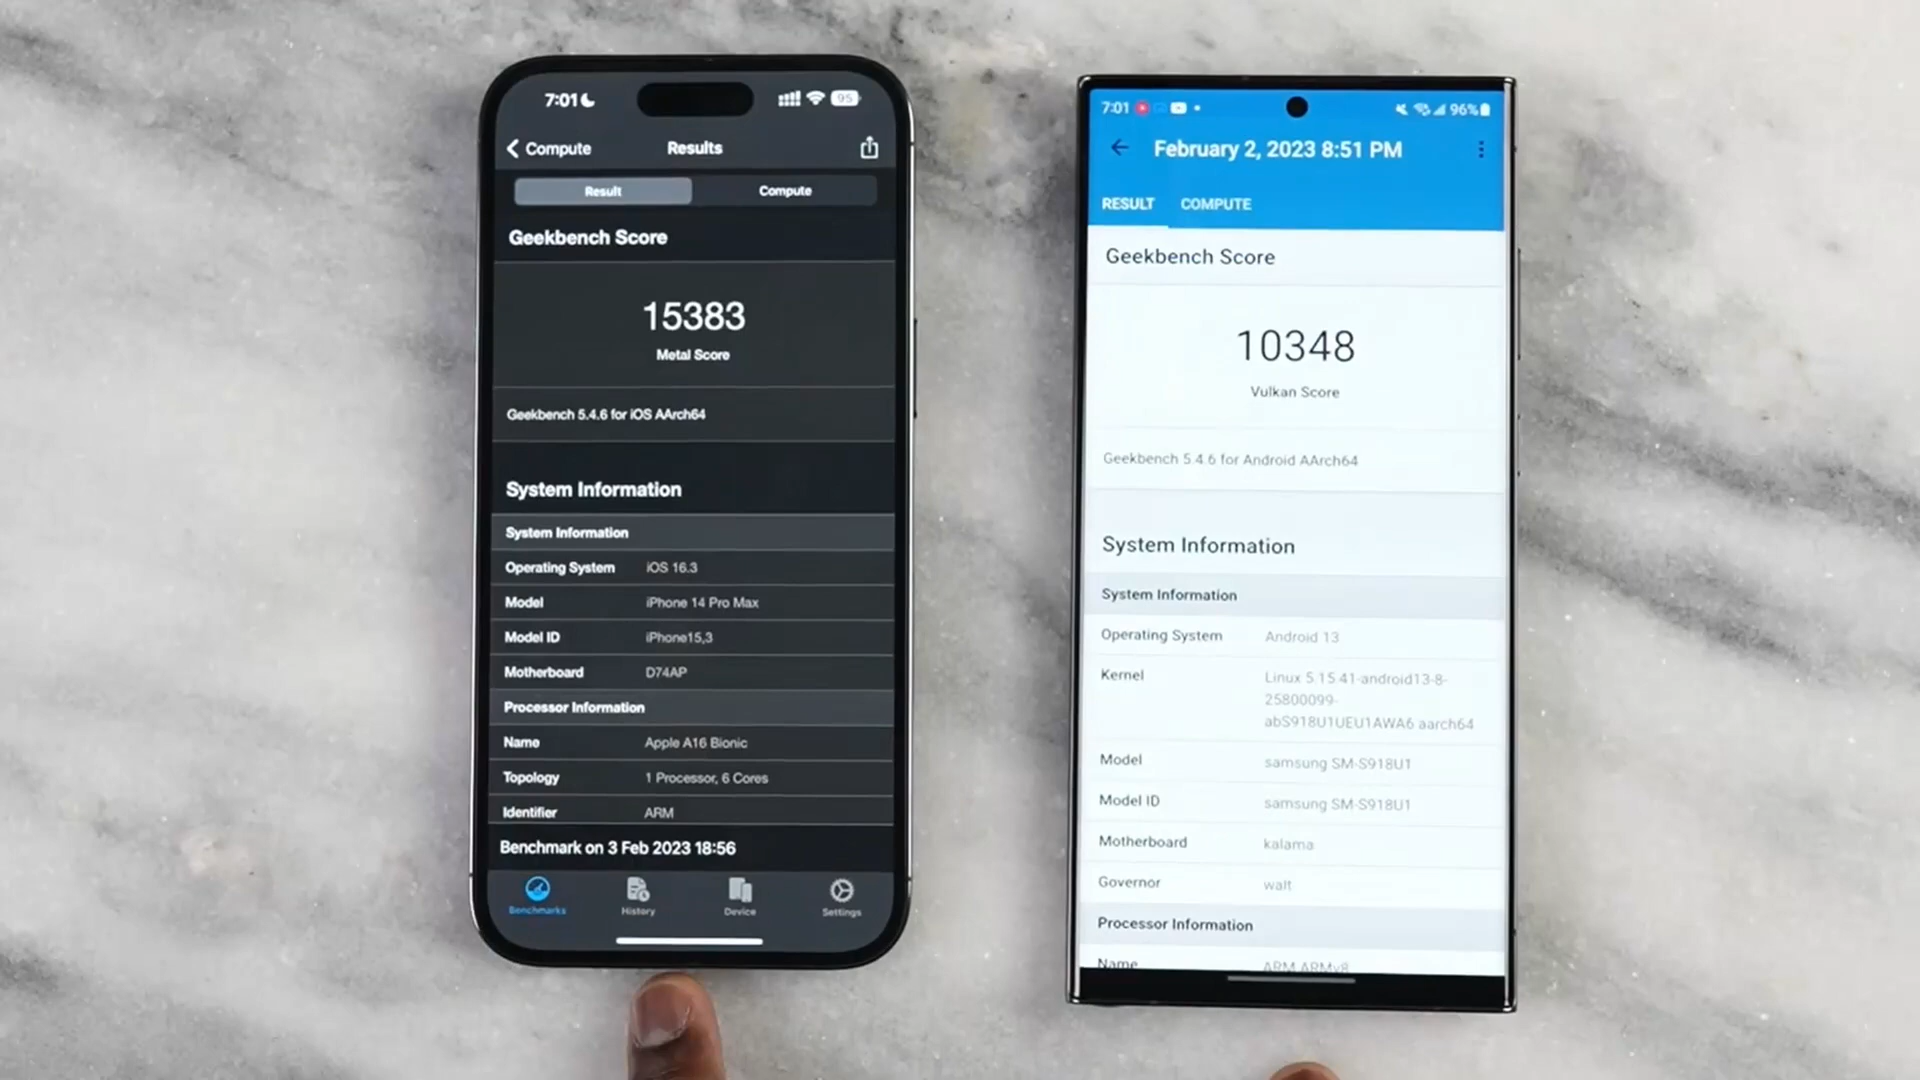 7:01
95
Compute
Results
Result
Compute
Geekbench Score
15383
Metal Score
Geekbench 5.4.6 for iOS AArch64
System Information
System Information
Operating System iOS 16.3
Model iPhone 14 Pro Max
Model ID iPhone15,3
Motherboard D74AP
Processor Information
Name Apple A16 Bionic
Topology 1 Processor, 6 Cores
Identifier ARM
Benchmark on 3 Feb 2023 18:56
Benchmarks
History
Device
Settings
7:01
96%
February 2, 2023 8:51 PM
RESULT
COMPUTE
Geekbench Score
10348
Vulkan Score
Geekbench 5.4.6 for Android AArch64
System Information
System Information
Operating System Android 13
Kernel Linux 5.15.41-android13-8-
25800099-
abS918U1UEU1AWA6 aarch64
Model samsung SM-S918U1
Model ID samsung SM-S918U1
Motherboard kalama
Governor walt
Processor Information
Name ARM ARMv8